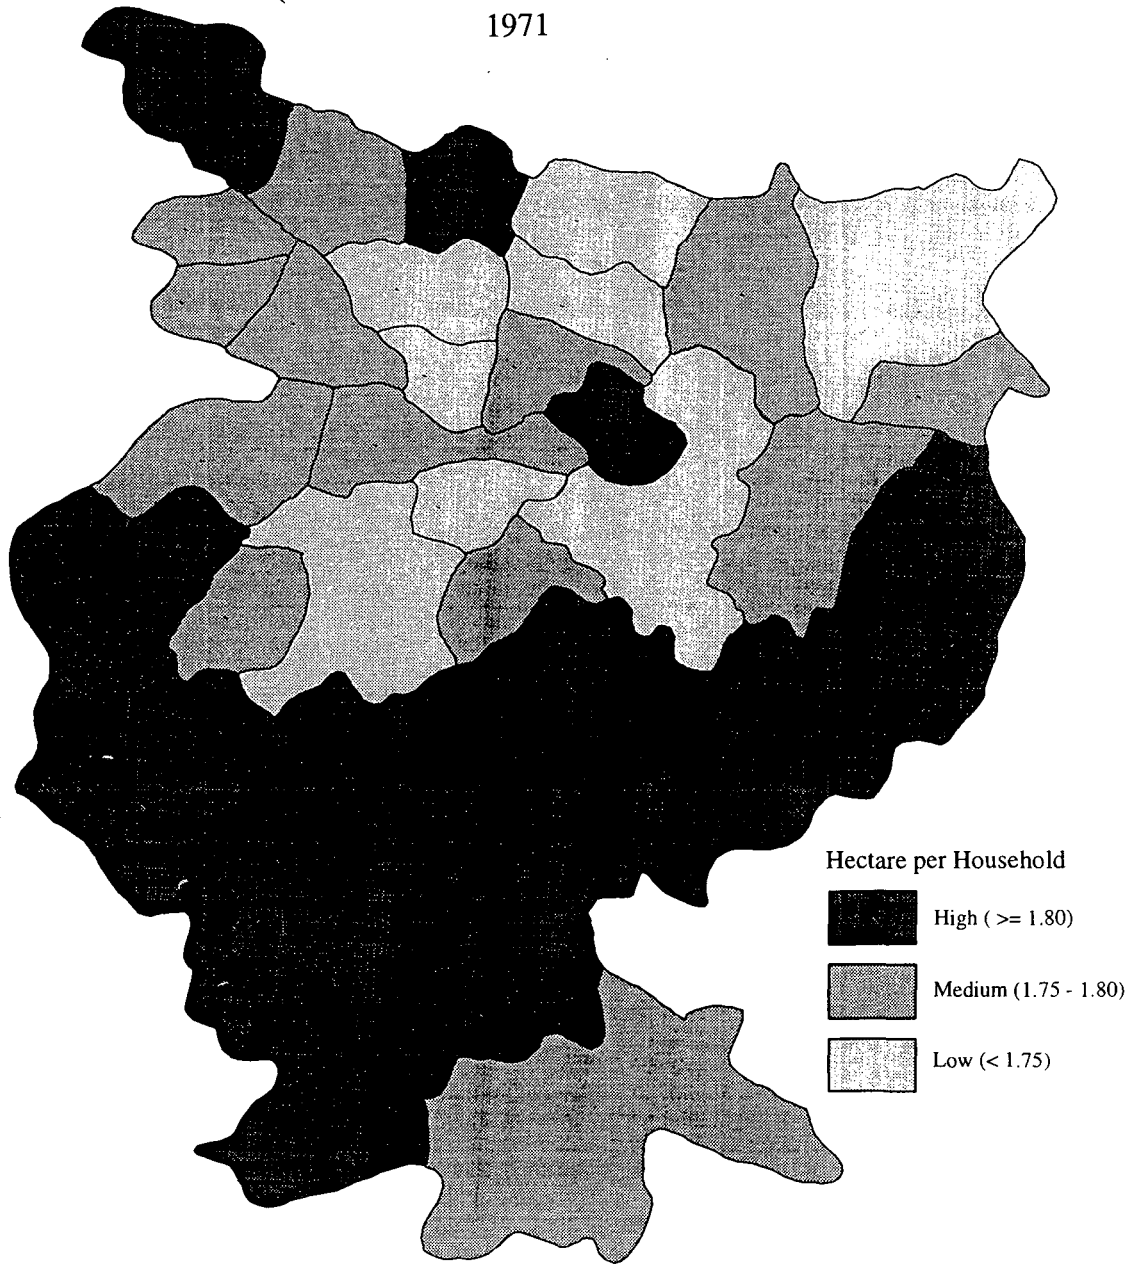 1971
Hectare per Household
High ( >= 1.80)
Medium (1.75 - 1.80)
Low (< 1.75)